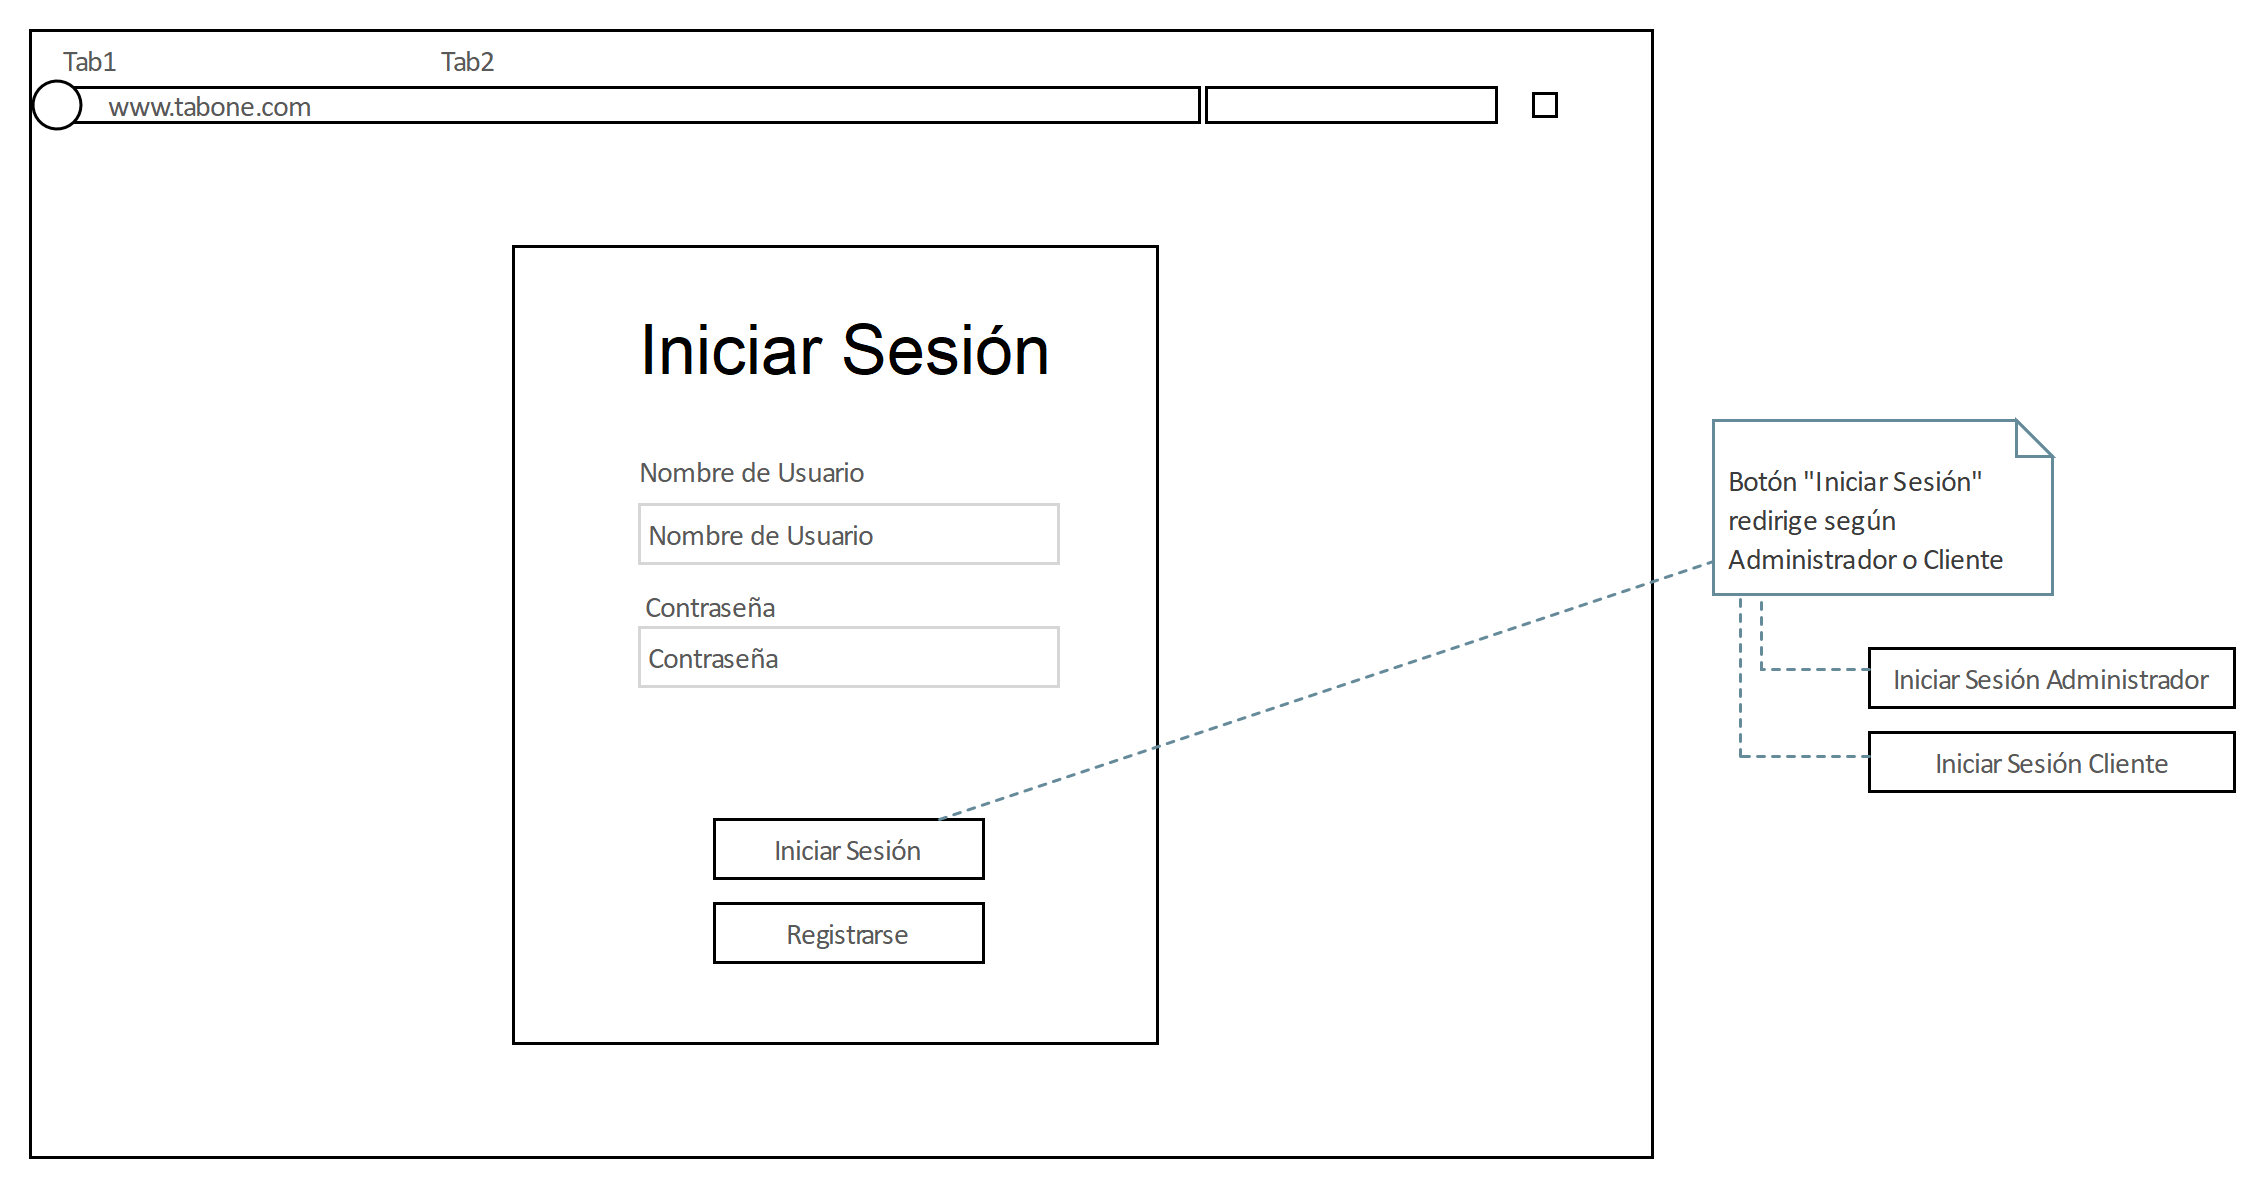 Tab1
Tab2
www.tabone.com
Iniciar Sesión
Nombre de Usuario
Nombre de Usuario
Contraseña
Contraseña
Iniciar Sesión
Registrarse
Botón "Iniciar Sesión"
redirige según
Administrador o Cliente
Iniciar Sesión Administrador
Iniciar Sesión Cliente